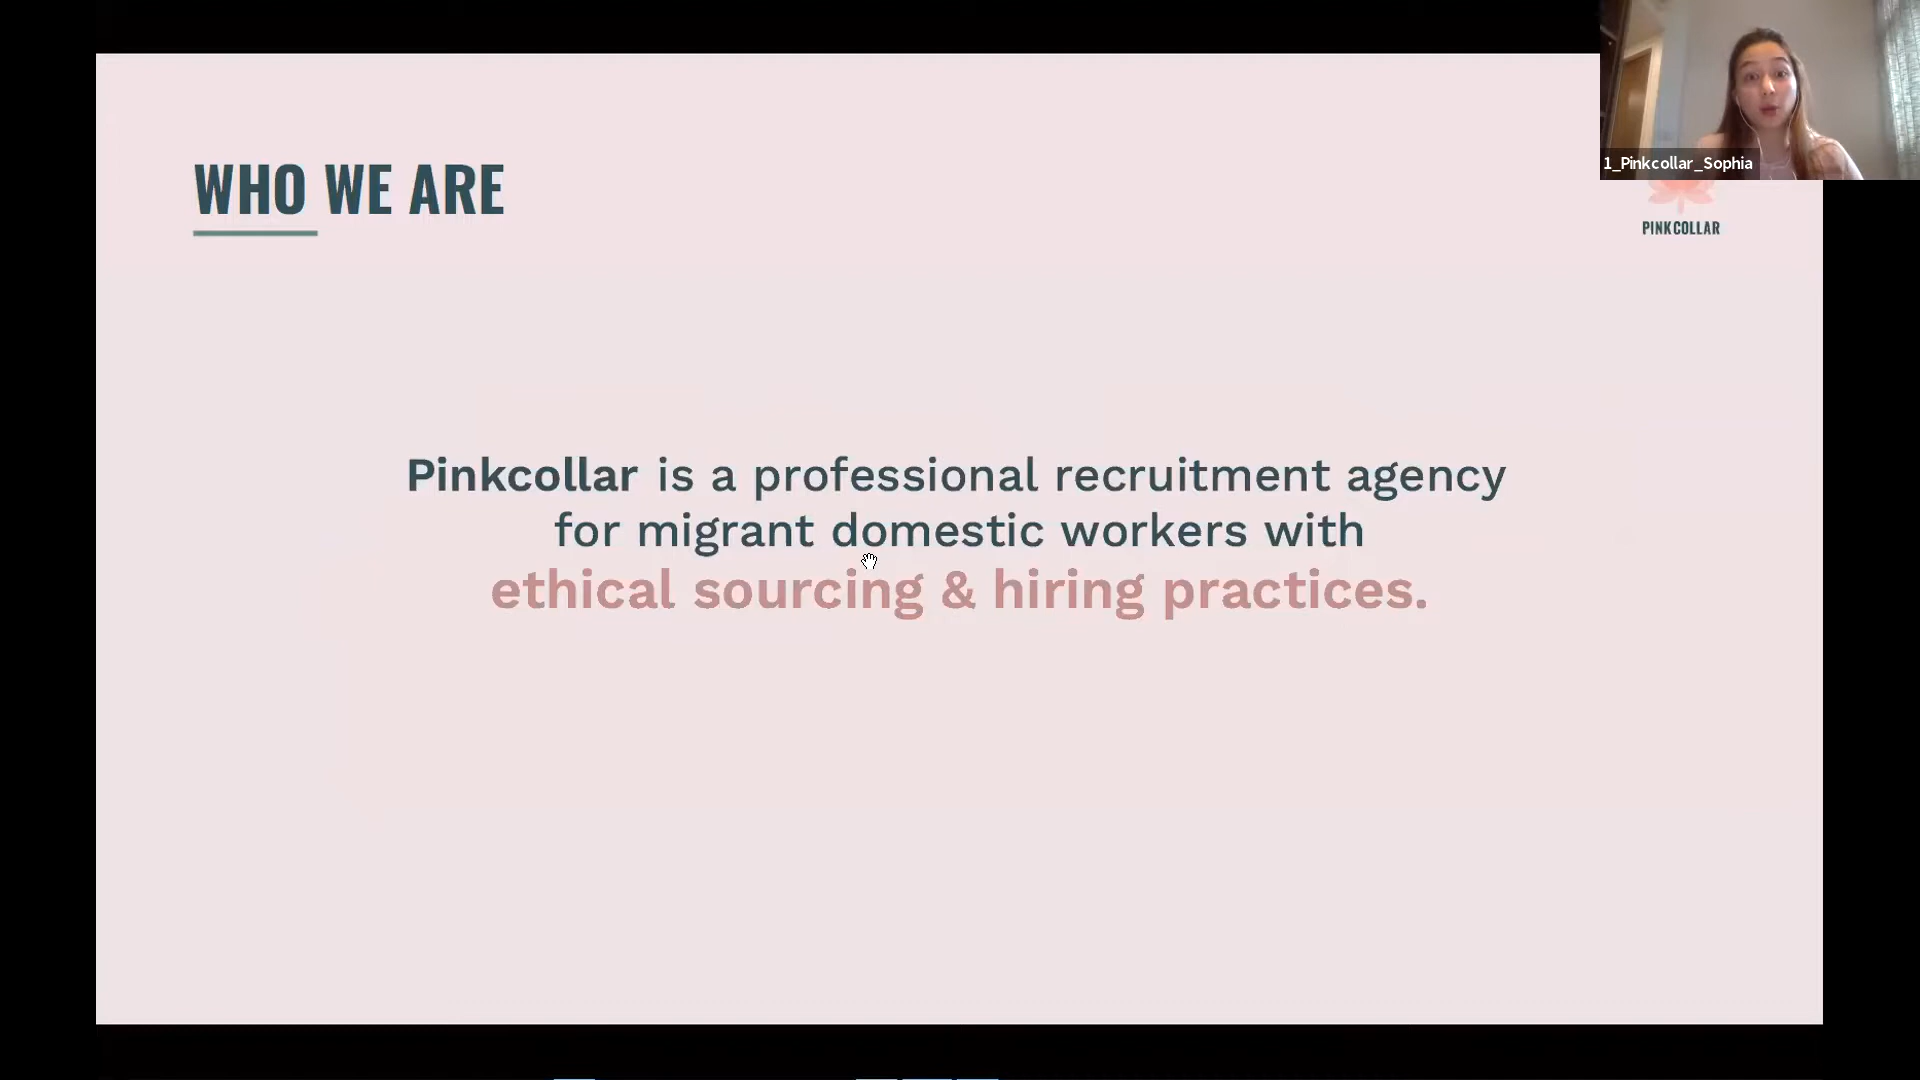 1_Pinkcollar_Sophia
WHO WE ARE
PINKCOLLAR
Pinkcollar is a professional recruitment agency
for migrant domestic workers with
ethical sourcing & hiring practices.